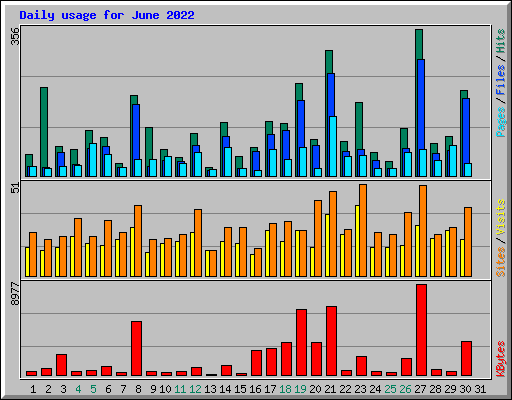 Daily usage for June 2022
356
Pages / Files / Hits
51
Sites / Visits
8977
KBytes
1 2 3 4 5 6 7 8 9 10 11 12 13 14 15 16 17 18 19 20 21 22 23 24 25 26 27 28 29 30 31